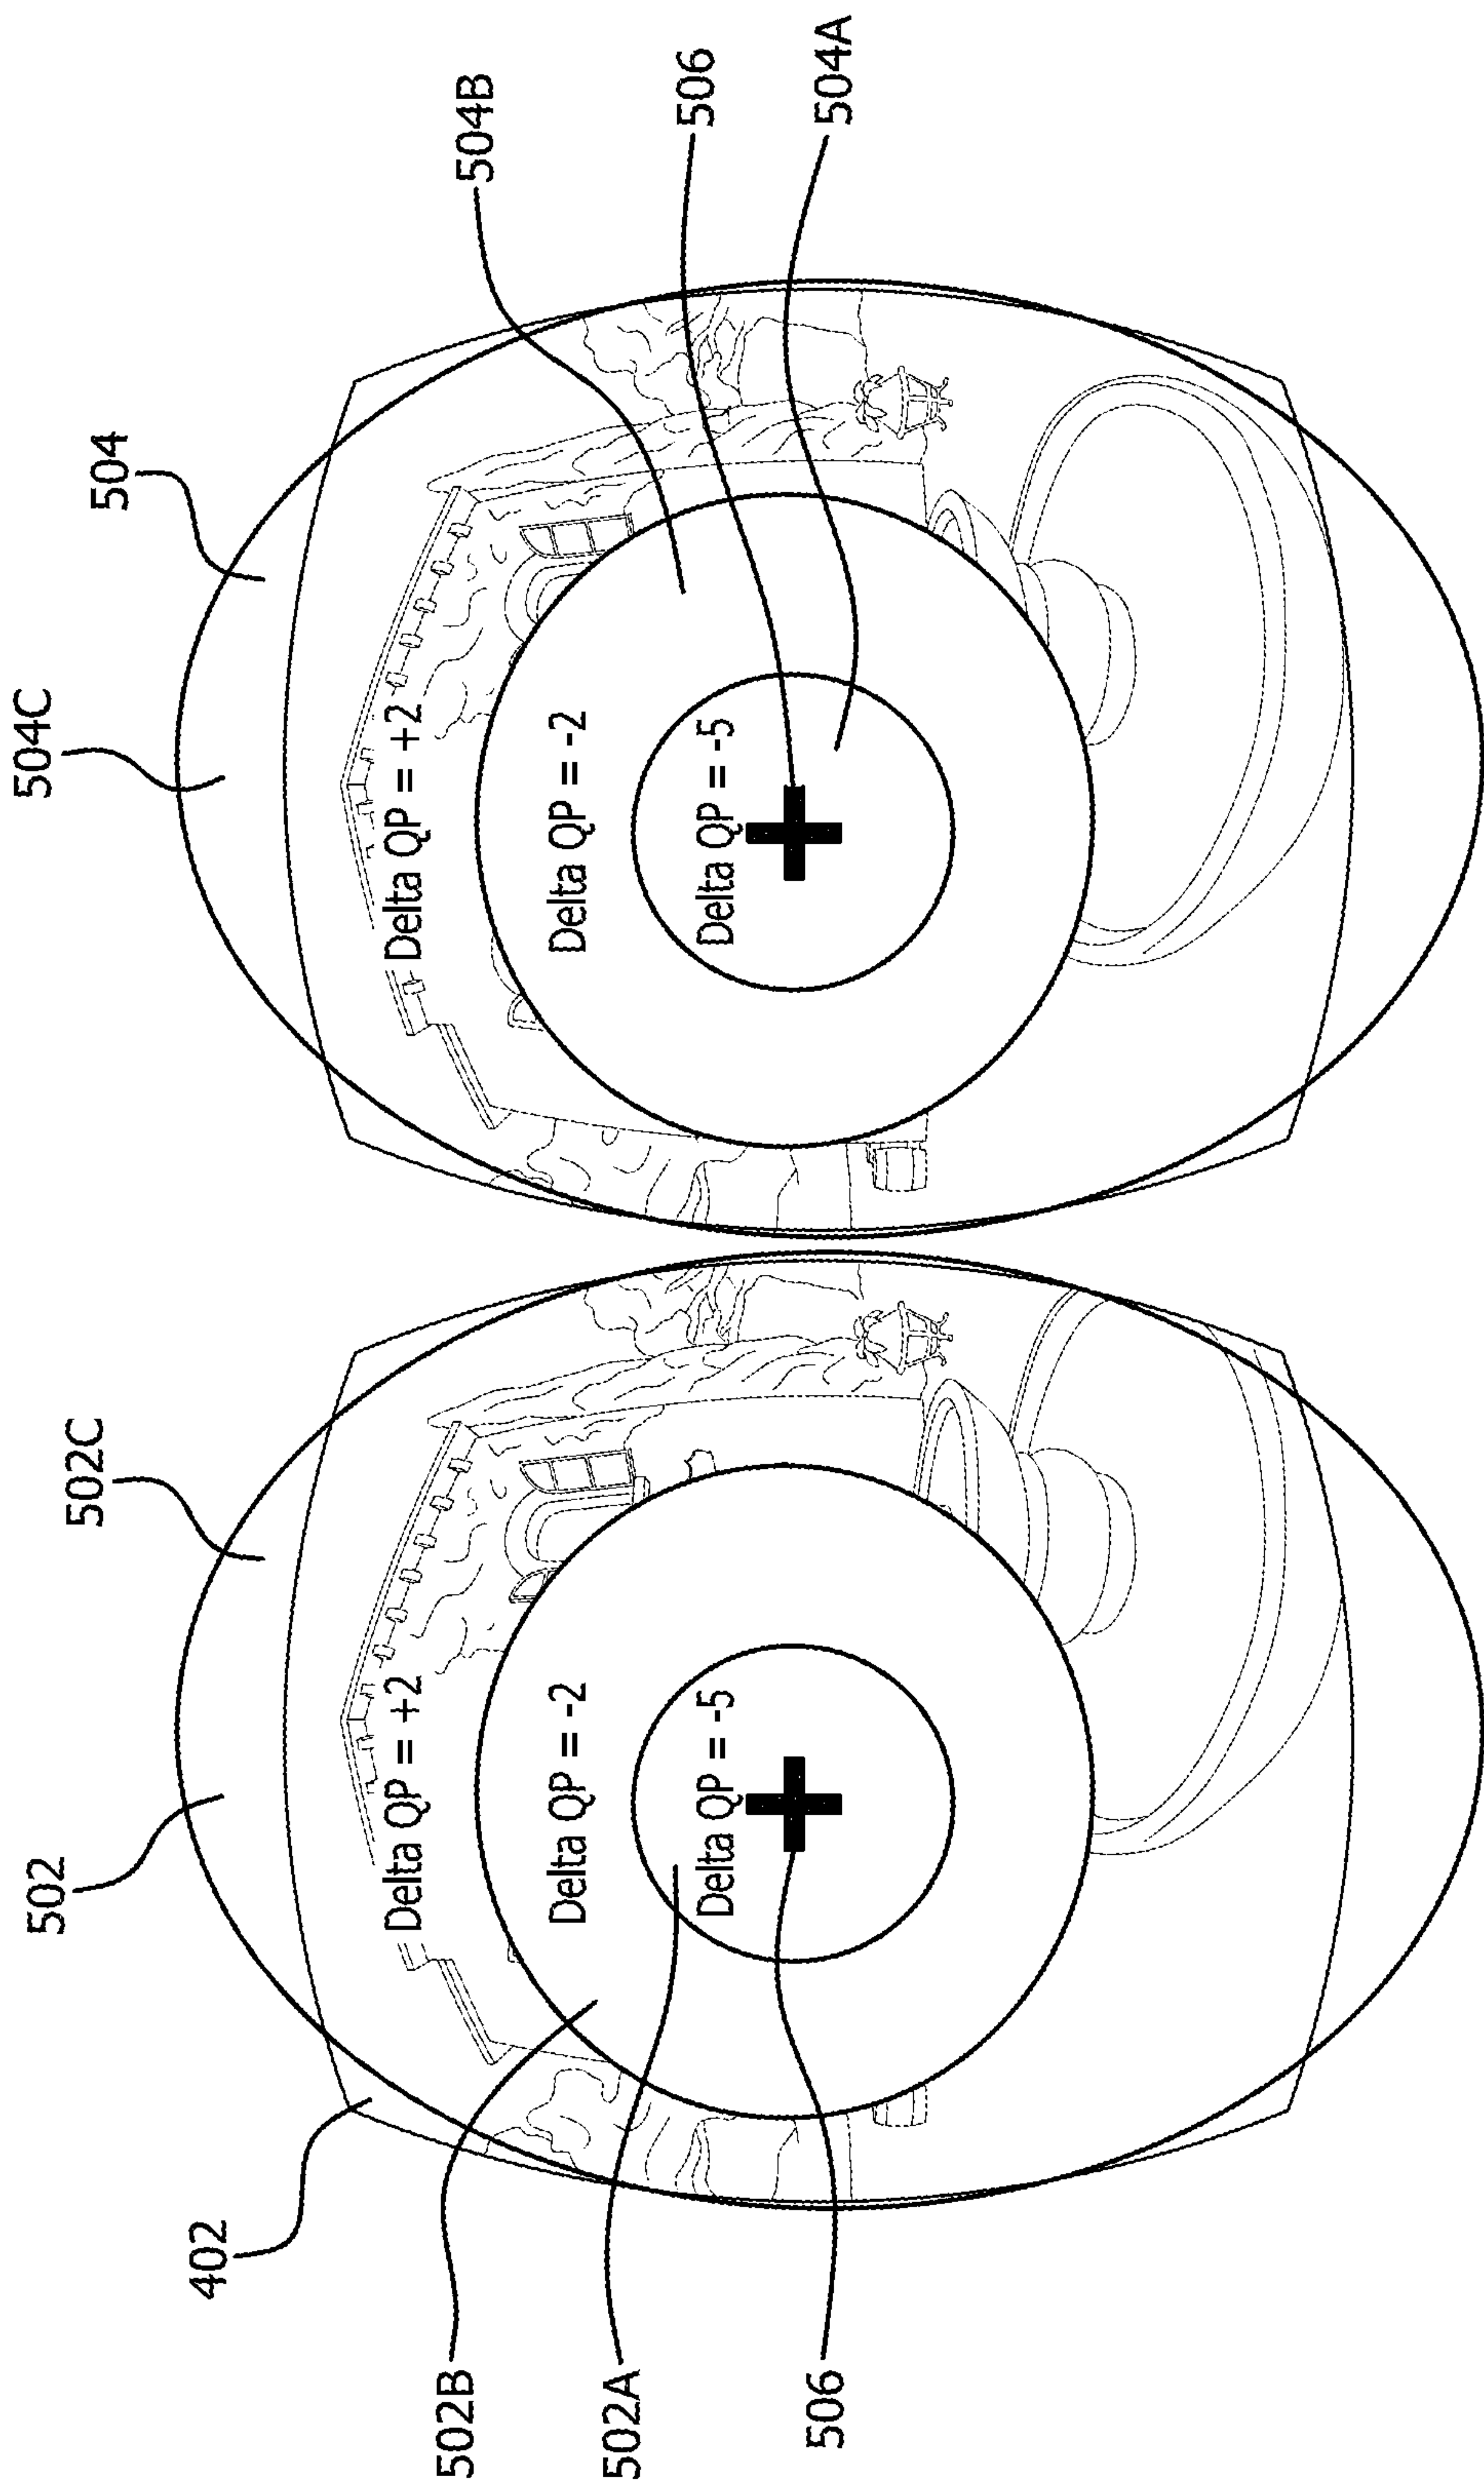 502
504C
502C
504
402
Delta QP = +2
Delta QP = +2
502B
504B
Delta QP = -2
Delta QP = -2
502A
506
Delta QP = -5
Delta QP = -5
506
504A